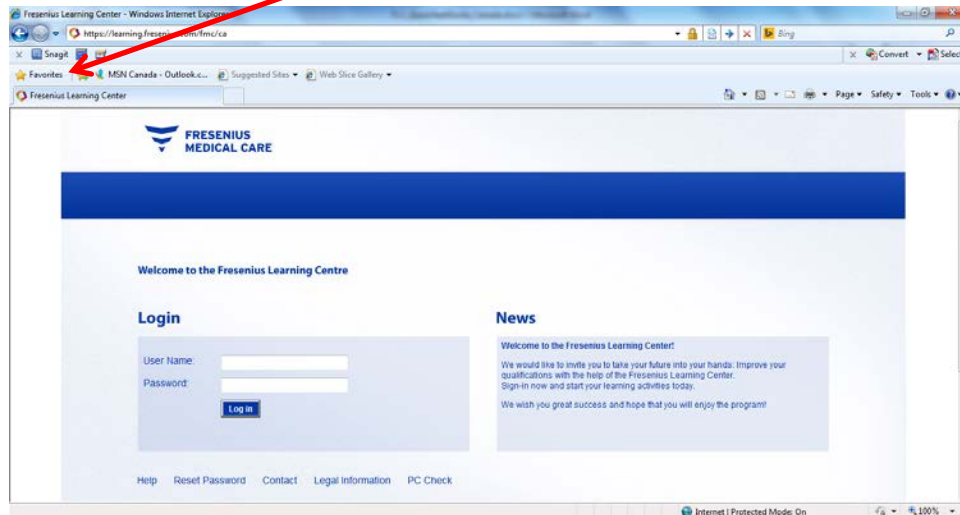 Fresenius Learning Center - Windows Internet Explorer
https://learning.fresenius.com/fmc/ca
Bing
Snagit
Convert
Select
Favorites
MSN Canada - Outlook.c...
Suggested Sites
Web Slice Gallery
Fresenius Learning Center
Page
Safety
Tools
FRESENIUS
MEDICAL CARE
Welcome to the Fresenius Learning Centre
Login
User Name:
Password:
Log in
News
Welcome to the Fresenius Learning Center!
We would like to invite you to take your future into your hands: Improve your
qualifications with the help of the Fresenius Learning Center.
Sign-in now and start your learning activities today.
We wish you great success and hope that you will enjoy the program!
Help
Reset Password
Contact
Legal Information
PC Check
Internet | Protected Mode: On
100%